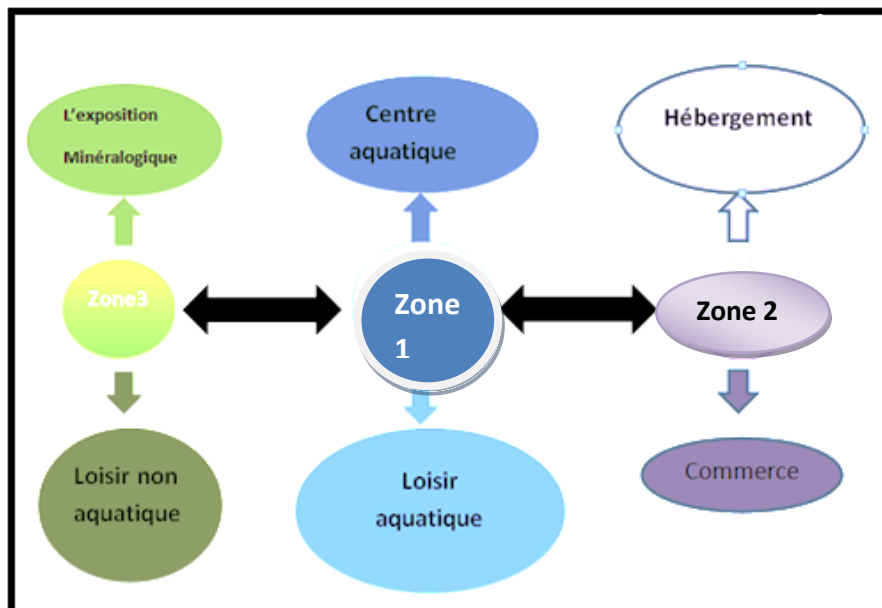 L'exposition
Minéralogique
Centre
aquatique
Hébergement
Zone3
Zone
1
Zone 2
Loisir non
aquatique
Loisir
aquatique
Commerce